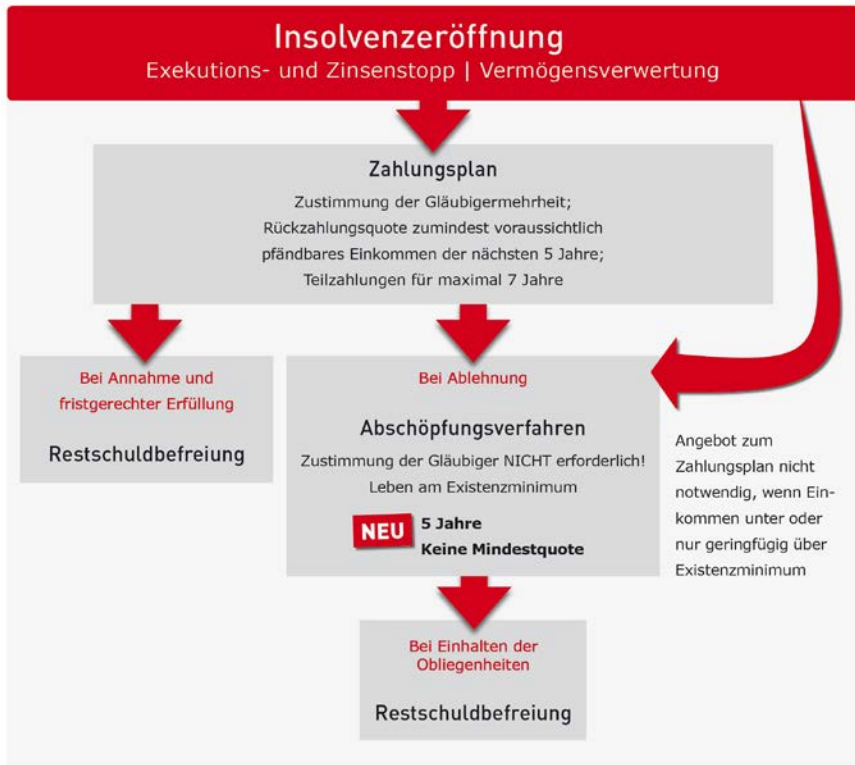 Insolvenzeröffnung
Exekutions- und Zinsenstopp | Vermögensverwertung
Zahlungsplan
Zustimmung der Gläubigermehrheit;
Rückzahlungsquote zumindest voraussichtlich
pfändbares Einkommen der nächsten 5 Jahre;
Teilzahlungen für maximal 7 Jahre
Bei Annahme und
fristgerechter Erfüllung
Restschuldbefreiung
Bei Ablehnung
Abschöpfungsverfahren
Zustimmung der Gläubiger NICHT erforderlich!
Leben am Existenzminimum
NEU
5 Jahre
Keine Mindestquote
Angebot zum
Zahlungsplan nicht
notwendig, wenn Ein-
kommen unter oder
nur geringfügig über
Existenzminimum
Bei Einhalten der
Obliegenheiten
Restschuldbefreiung